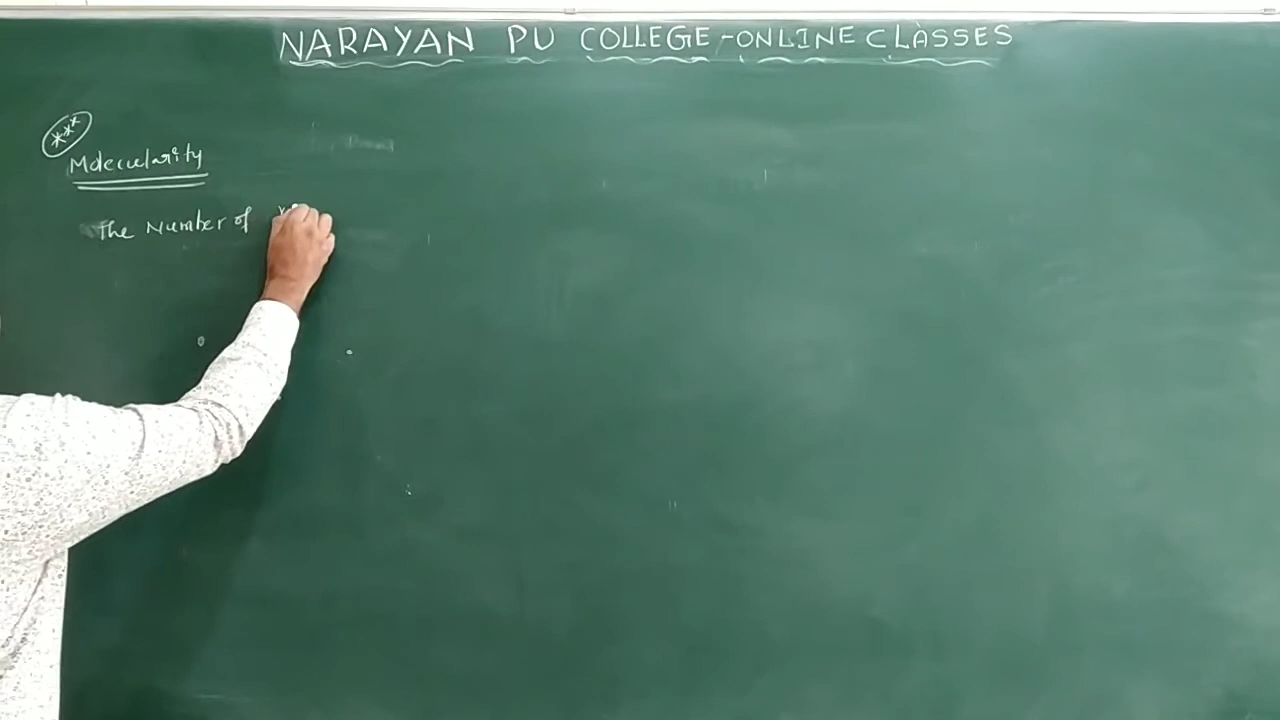 NARAYAN PU COLLEGE - ONLINE CLASSES
***
Molecularity
The Number of